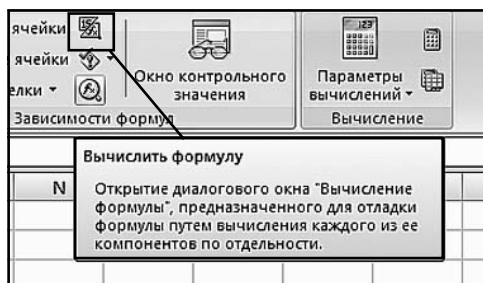 ячейки
ячейки
елки
Окно контрольного
значения
Параметры
вычислений
Зависимости формул
Вычисление
Вычислить формулу
N
Открытие диалогового окна "Вычисление
формулы", предназначенного для отладки
формулы путем вычисления каждого из ее
компонентов по отдельности.